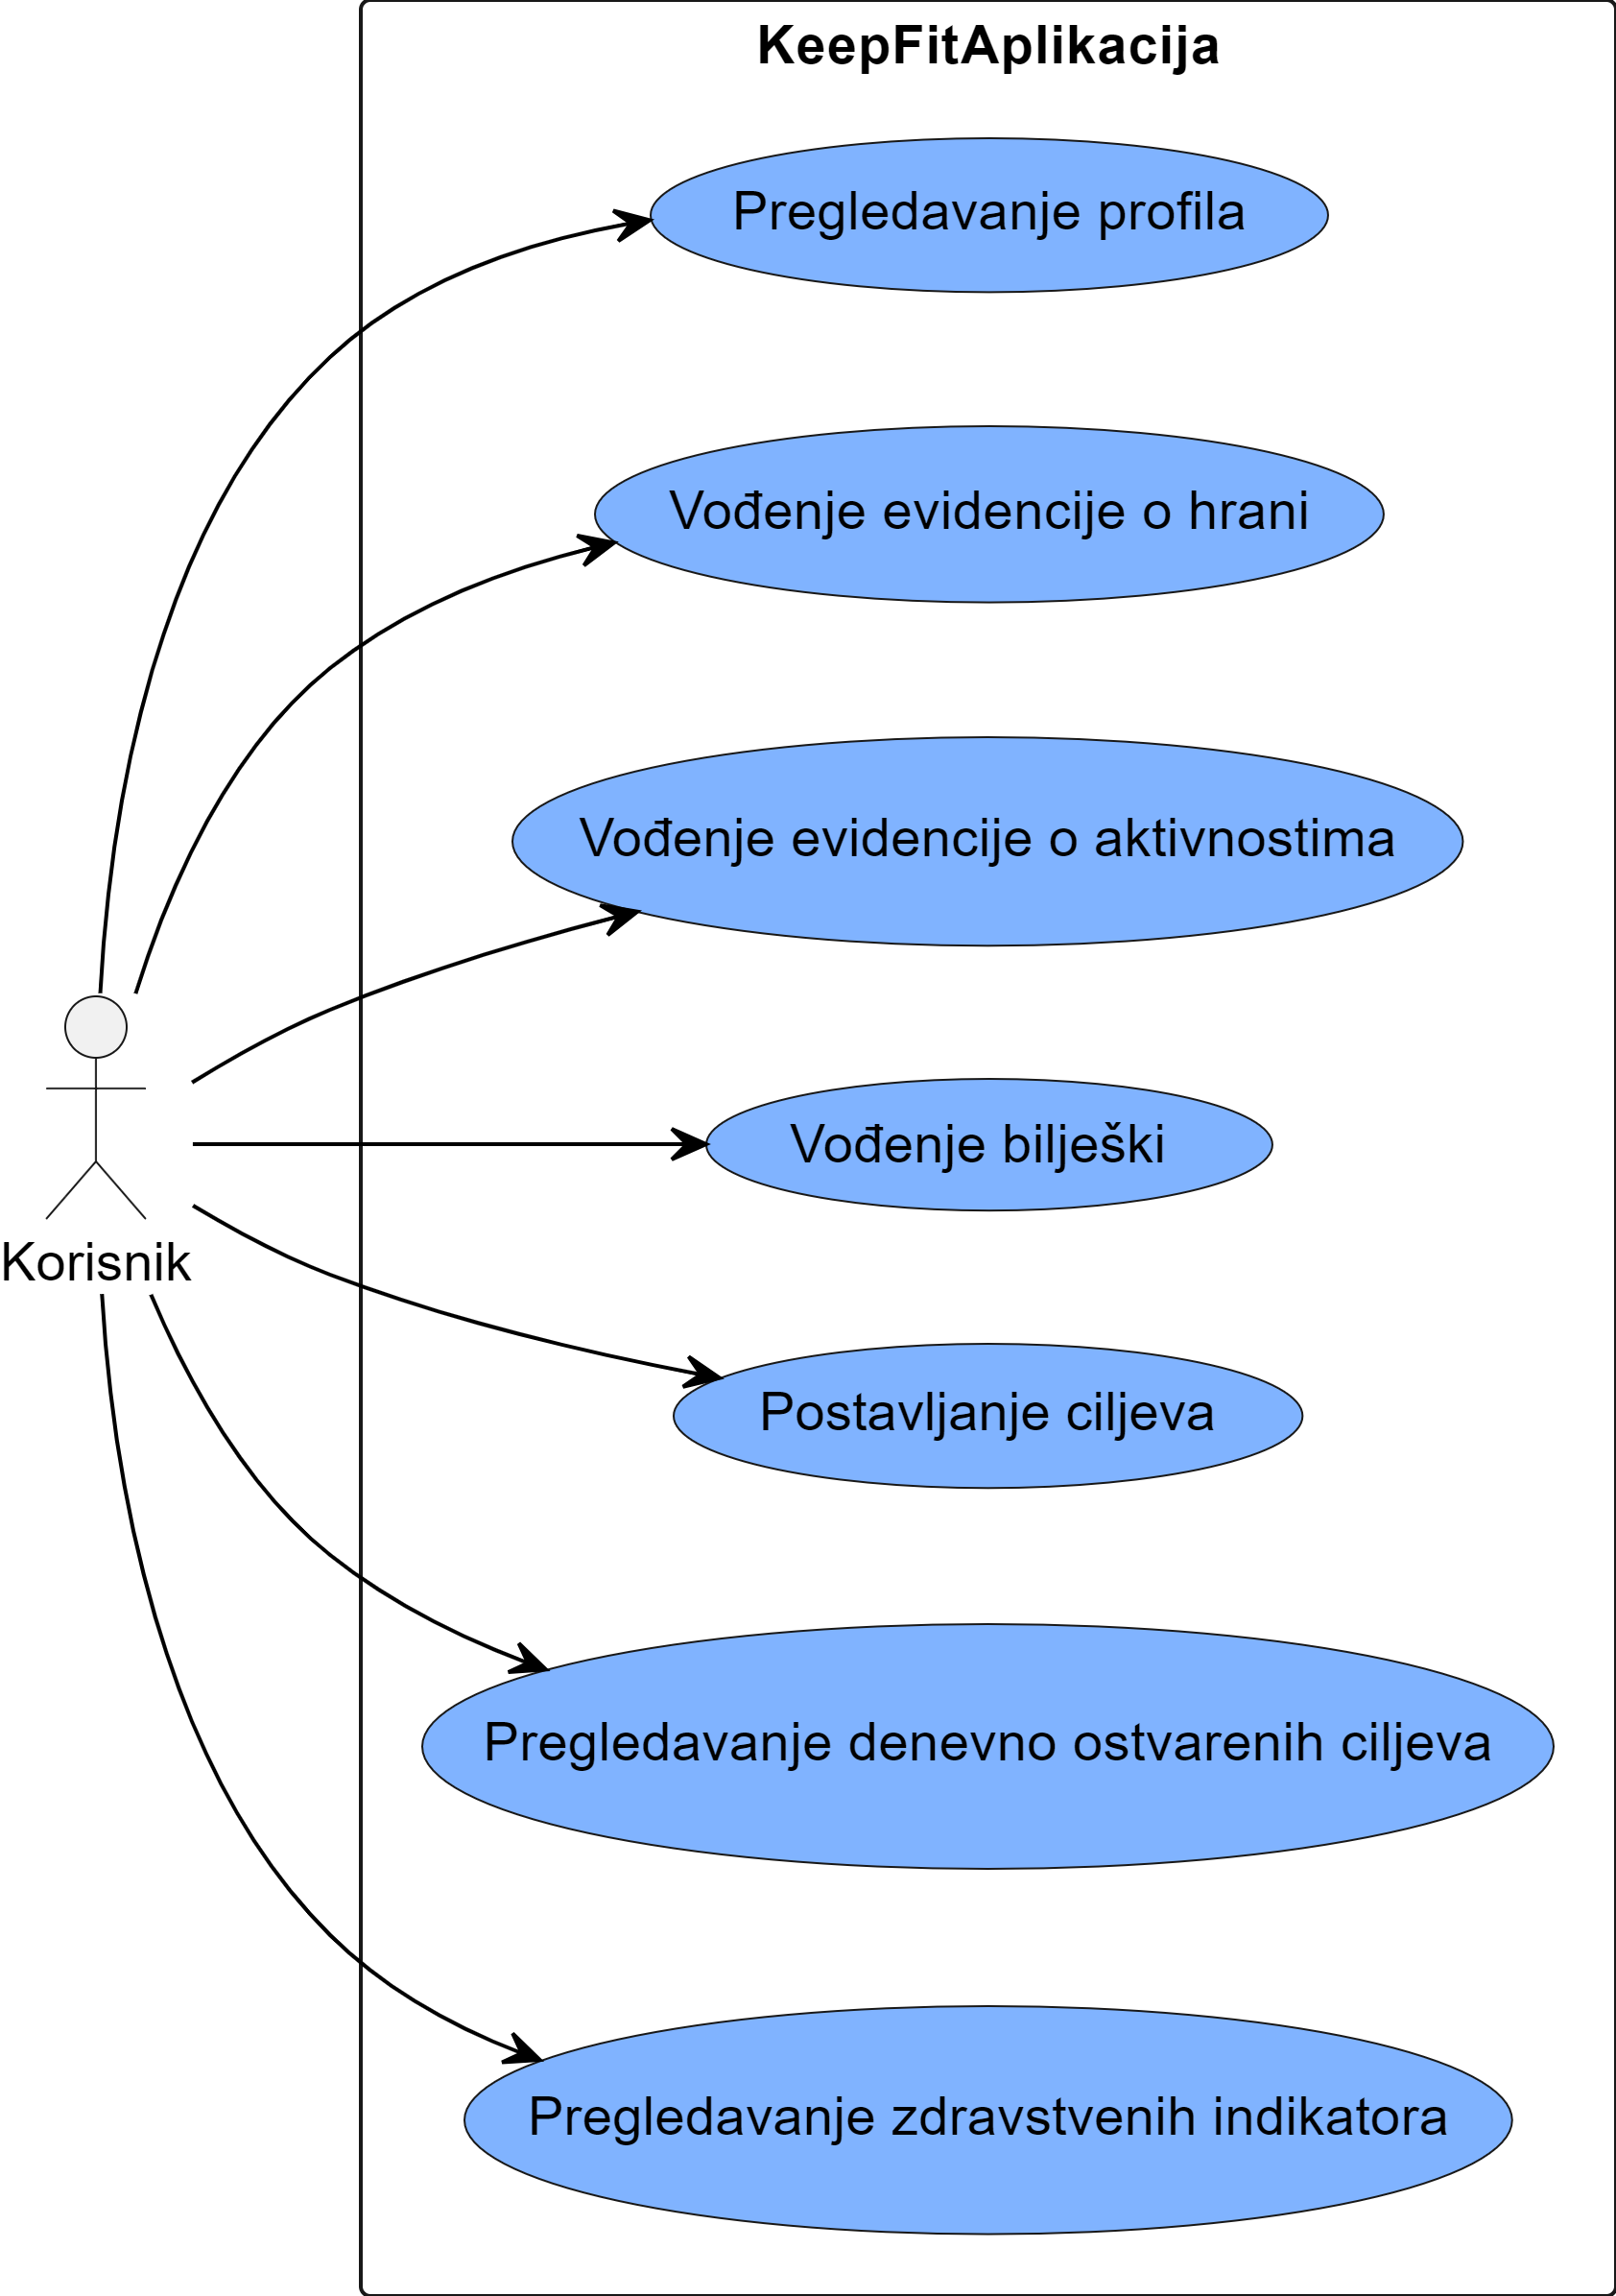 KeepFitAplikacija
Pregledavanje profila
Vođenje evidencije o hrani
Vođenje evidencije o aktivnostima
Vođenje bilješki
Korisnik
Postavljanje ciljeva
Pregledavanje denevno ostvarenih ciljeva
Pregledavanje zdravstvenih indikatora